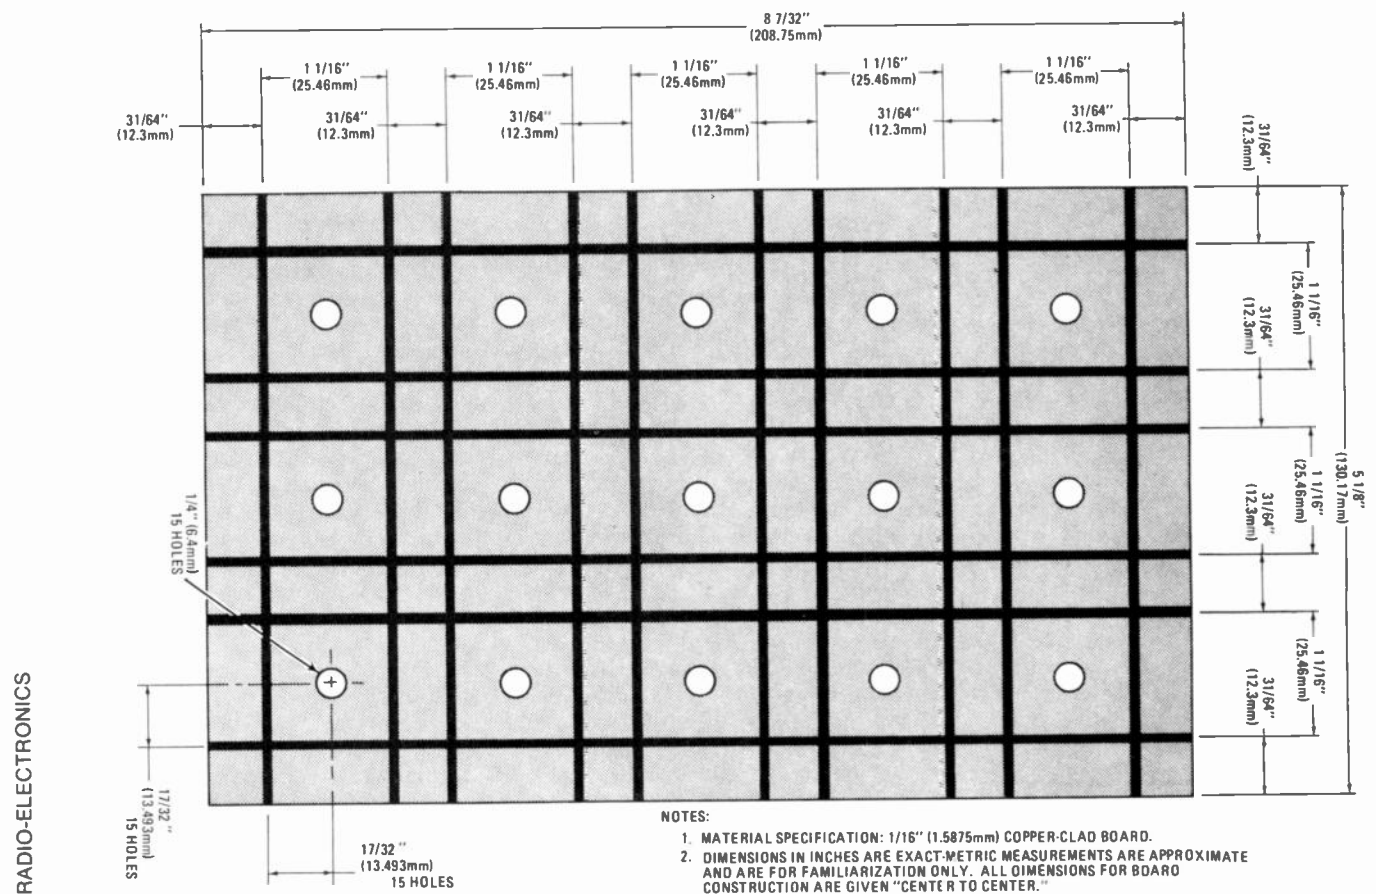 8 7/32"
(208.75mm)
1 1/16"
(25.46mm)
1 1/16"
(25.46mm)
1 1/16"
(25.46mm)
1 1/16"
(25.46mm)
1 1/16"
(25.46mm)
31/64"
(12.3mm)
31/64"
(12.3mm)
31/64"
(12.3mm)
31/64"
(12.3mm)
31/64"
(12.3mm)
31/64"
(12.3mm)
31/64"
(12.3mm)
1 1/16"
(25.46mm)
31/64"
(12.3mm)
5 1/8"
(130.17mm)
1 1/16"
(25.46mm)
31/64"
(12.3mm)
1 1/16"
(25.46mm)
31/64"
(12.3mm)
1/4" (6.4mm)
15 HOLES
17/32"
(13.493mm)
15 HOLES
17/32"
(13.493mm)
15 HOLES
NOTES:
1. MATERIAL SPECIFICATION: 1/16" (1.5875mm) COPPER-CLAD BOARD.
2. DIMENSIONS IN INCHES ARE EXACT-METRIC MEASUREMENTS ARE APPROXIMATE
AND ARE FOR FAMILIARIZATION ONLY. ALL DIMENSIONS FOR BOARD
CONSTRUCTION ARE GIVEN "CENTER TO CENTER."
RADIO-ELECTRONICS